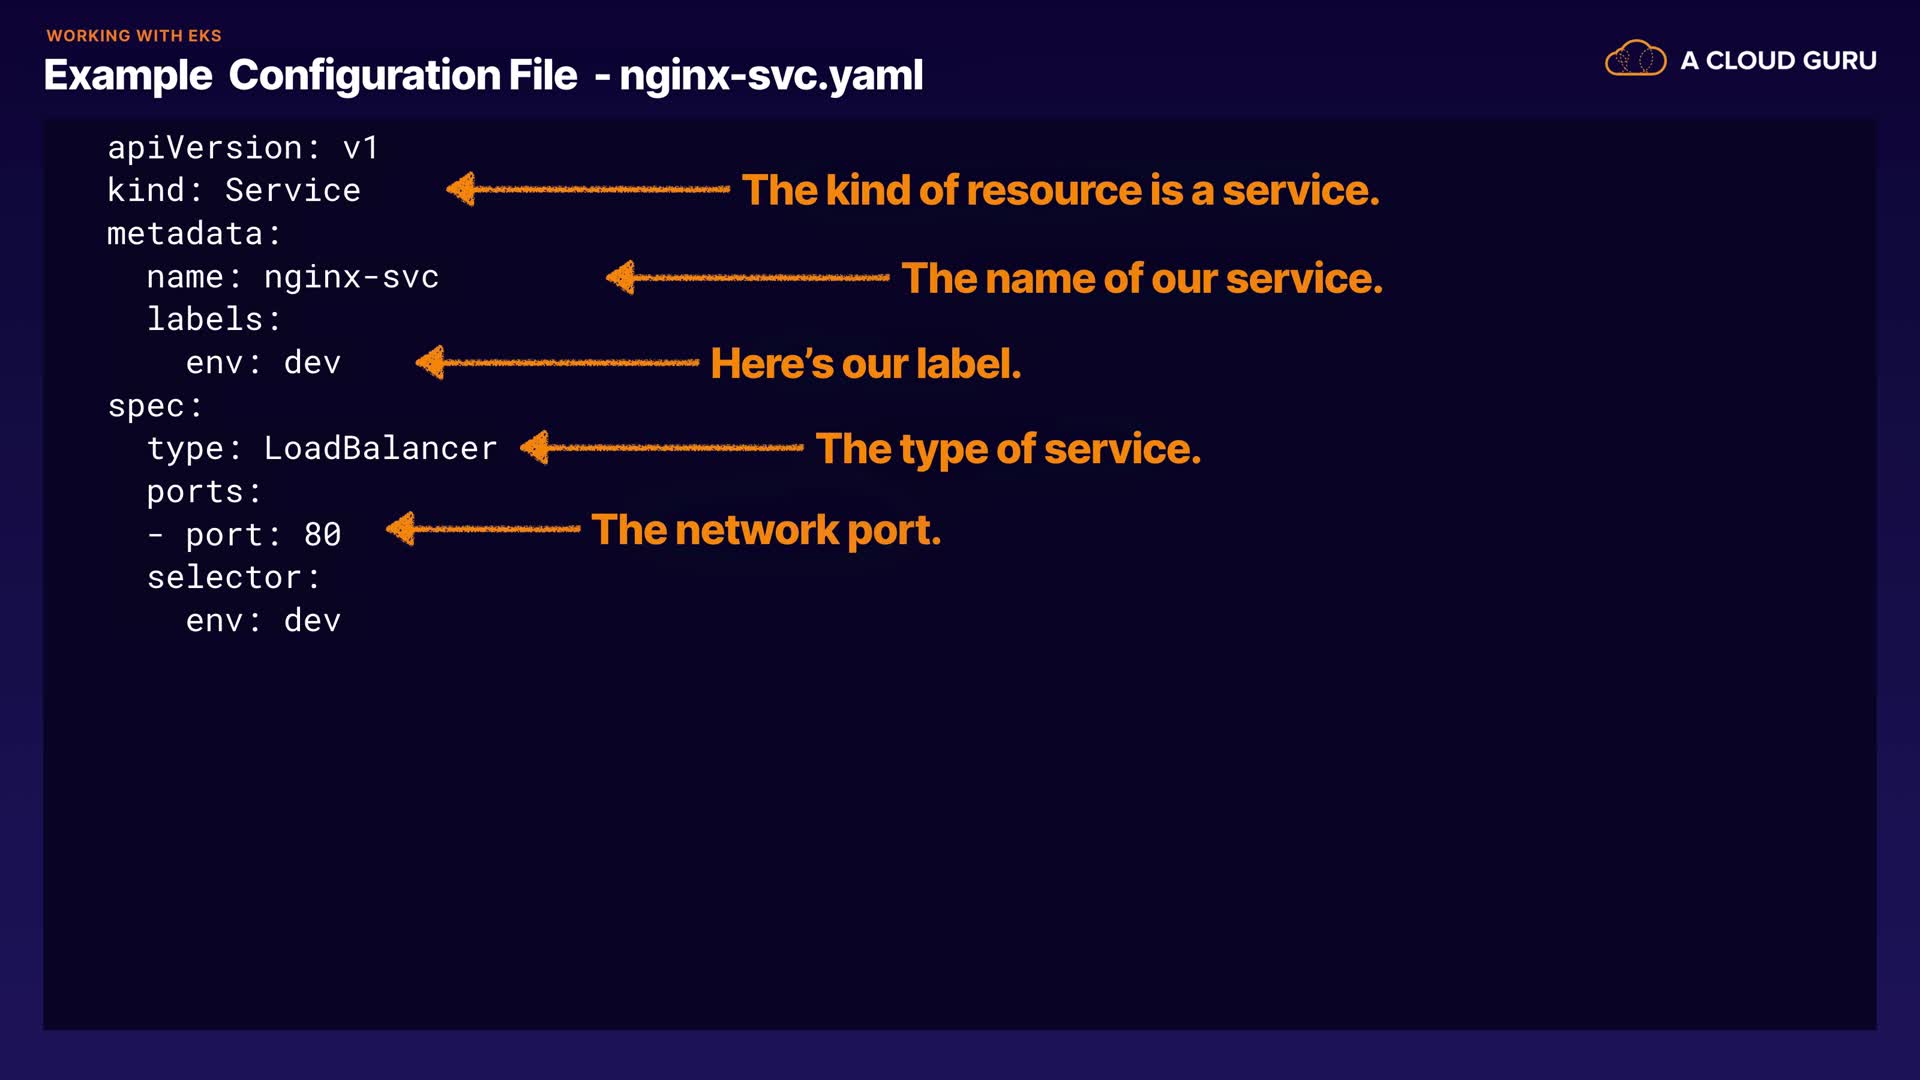 WORKING WITH EKS
Example Configuration File - nginx-svc.yaml
A CLOUD GURU
apiVersion: v1
kind: Service
The kind of resource is a service.
metadata:
name: nginx-svc
The name of our service.
labels:
env: dev
Here's our label.
spec:
type: LoadBalancer
The type of service.
ports:
- port: 80
The network port.
selector:
env: dev